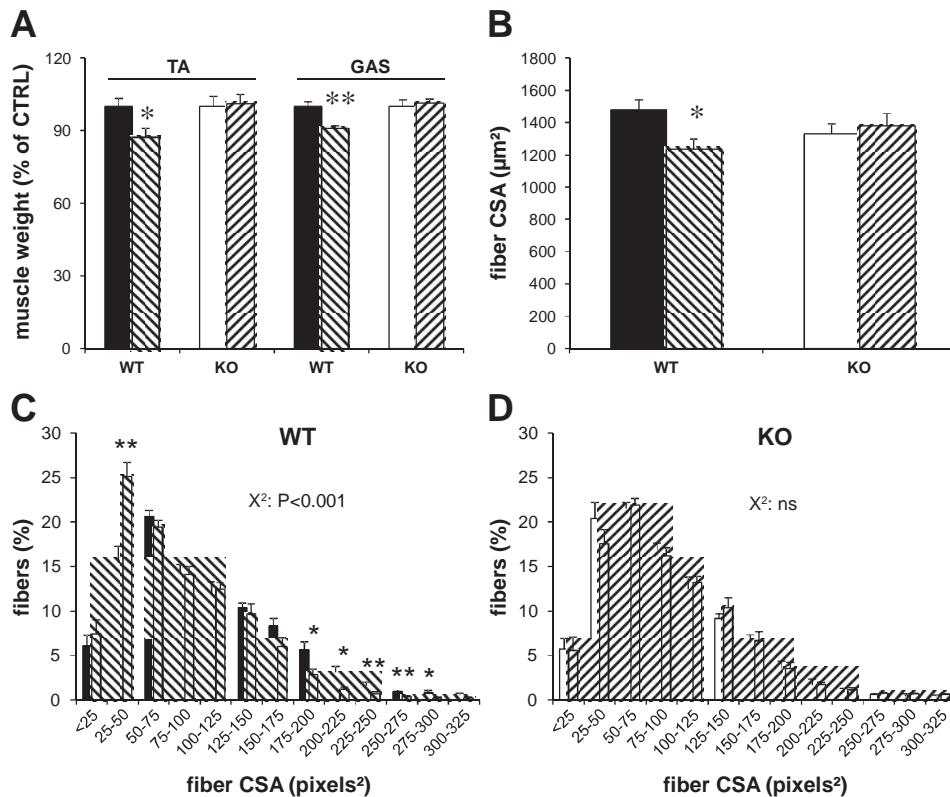 A
muscle weight (% of CTRL)
120
90
60
30
0
TA
GAS
*
**
WT
KO
WT
KO
B
fiber CSA (µm²)
1800
1600
1400
1200
1000
800
600
400
200
0
*
WT
KO
C
WT
fibers (%)
30
25
20
15
10
5
0
X²: P<0.001
**
*
*
**
**
*
<25
25-50
50-75
75-100
100-125
125-150
150-175
175-200
200-225
225-250
250-275
275-300
300-325
fiber CSA (pixels²)
D
KO
fibers (%)
30
25
20
15
10
5
0
X²: ns
<25
25-50
50-75
75-100
100-125
125-150
150-175
175-200
200-225
225-250
250-275
275-300
300-325
fiber CSA (pixels²)